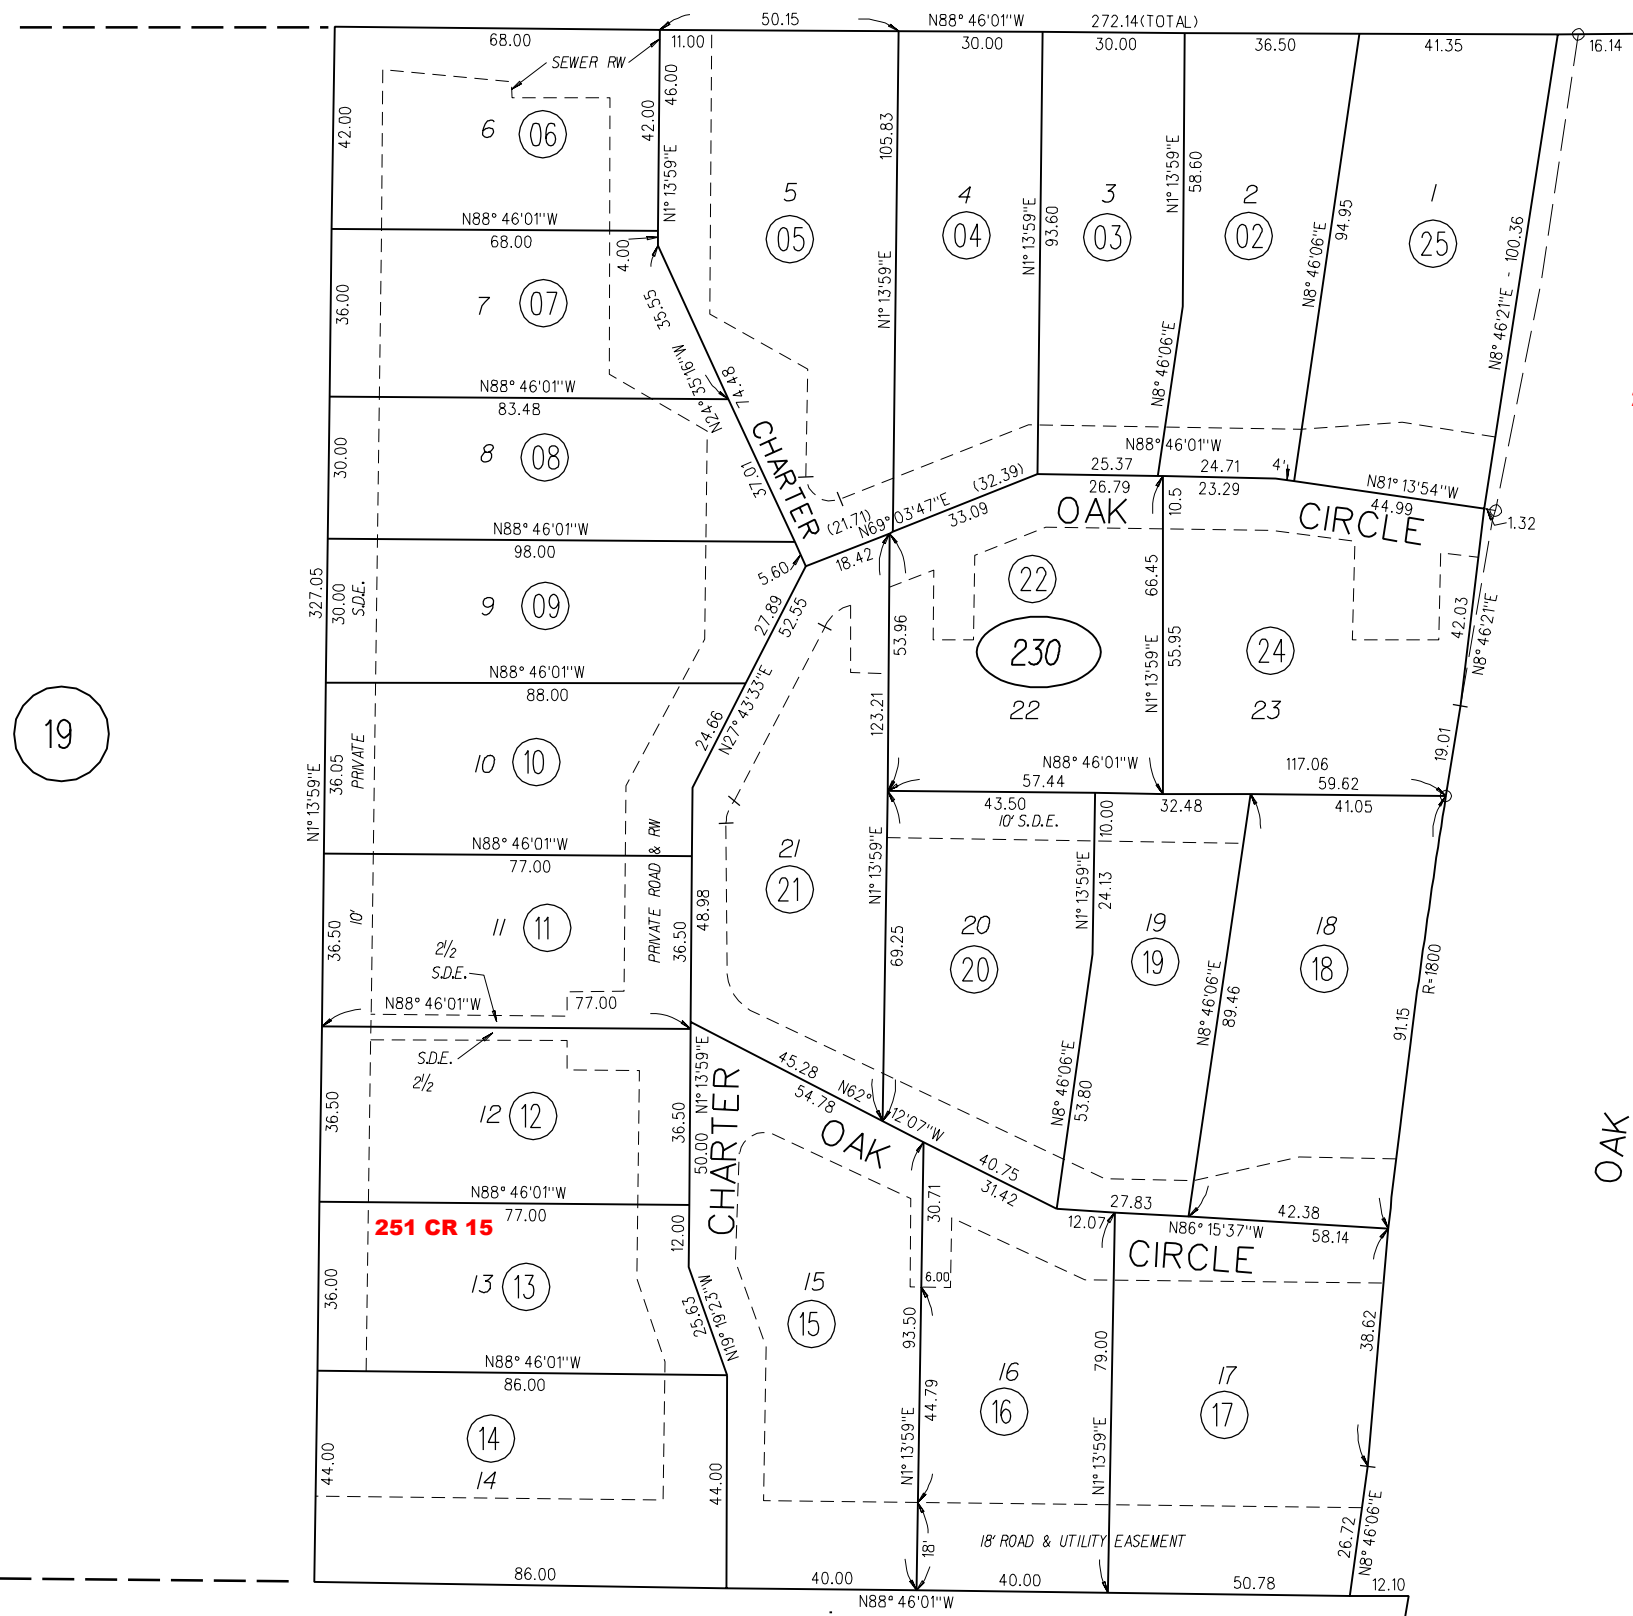 50.15
N88° 46'01"W
272.14(TOTAL)
68.00
11.00
30.00
30.00
36.50
41.35
16.14
SEWER RW
42.00
6
06
42.00
46.00
N1° 13'59"E
N88° 46'01"W
68.00
4.00
5
05
105.83
N1° 13'59"E
4
04
N1° 13'59"E
93.60
3
03
N1° 13'59"E
58.60
N8° 46'06"E
2
02
N8° 46'06"E
94.95
1
25
N8° 46'21"E - 100.36
36.00
7
07
35.55
N24° 35'16"W
74.48
N88° 46'01"W
83.48
30.00
8
08
37.01
CHARTER
N88° 46'01"W
98.00
5.60
(21.71)
N69° 03'47"E
(32.39)
18.42
33.09
N88° 46'01"W
25.37
24.71
4'
26.79
23.29
10.5
OAK
CIRCLE
N81° 13'54"W
44.99
1.32
327.05
30.00
S.D.E.
9
09
27.89
52.55
N88° 46'01"W
88.00
24.66
N27° 43'33"E
53.96
123.21
22
230
22
66.45
N1° 13'59"E
55.95
24
23
42.03
N8° 46'21"E
19.01
19
N1° 13'59"E
36.05
PRIVATE
10
10
N88° 46'01"W
77.00
N88° 46'01"W
117.06
57.44
59.62
43.50
32.48
41.05
10' S.D.E.
10.00
36.50
10'
11
11
PRIVATE ROAD & RW
36.50
48.98
21
21
N1° 13'59"E
69.25
20
20
N1° 13'59"E
24.13
N8° 46'06"E
53.80
19
19
N8° 46'06"E
89.46
18
18
R=1800
91.15
2½
S.D.E.
N88° 46'01"W
77.00
S.D.E.
2½
36.50
12
12
36.50
N1° 13'59"E
50.00
CHARTER
45.28
54.78
N62°
12'07"W
OAK
40.75
31.42
27.83
12.07
N86° 15'37"W
42.38
58.14
CIRCLE
OAK
N88° 46'01"W
77.00
251 CR 15
12.00
36.00
13
13
25.63
N19° 19'23"W
15
15
30.71
6.00
93.50
44.79
N1° 13'59"E
16
16
79.00
N1° 13'59"E
17
17
38.62
N88° 46'01"W
86.00
44.00
14
14
44.00
18'
18' ROAD & UTILITY EASEMENT
26.72
N8° 46'06"E
86.00
40.00
40.00
50.78
12.10
N88° 46'01"W